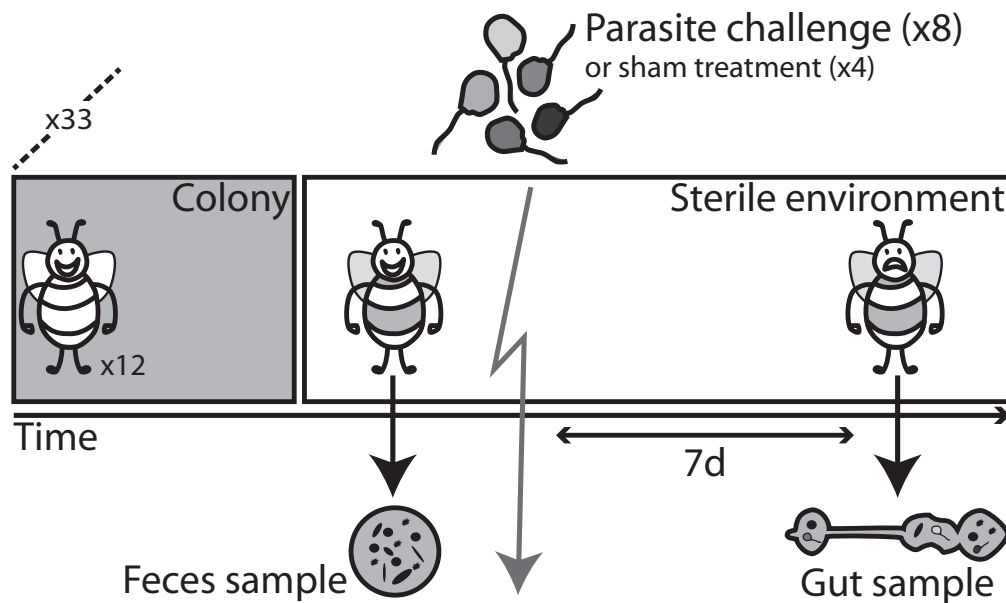 Parasite challenge (x8)
or sham treatment (x4)
x33
Colony
Sterile environment
x12
Time
7d
Feces sample
Gut sample